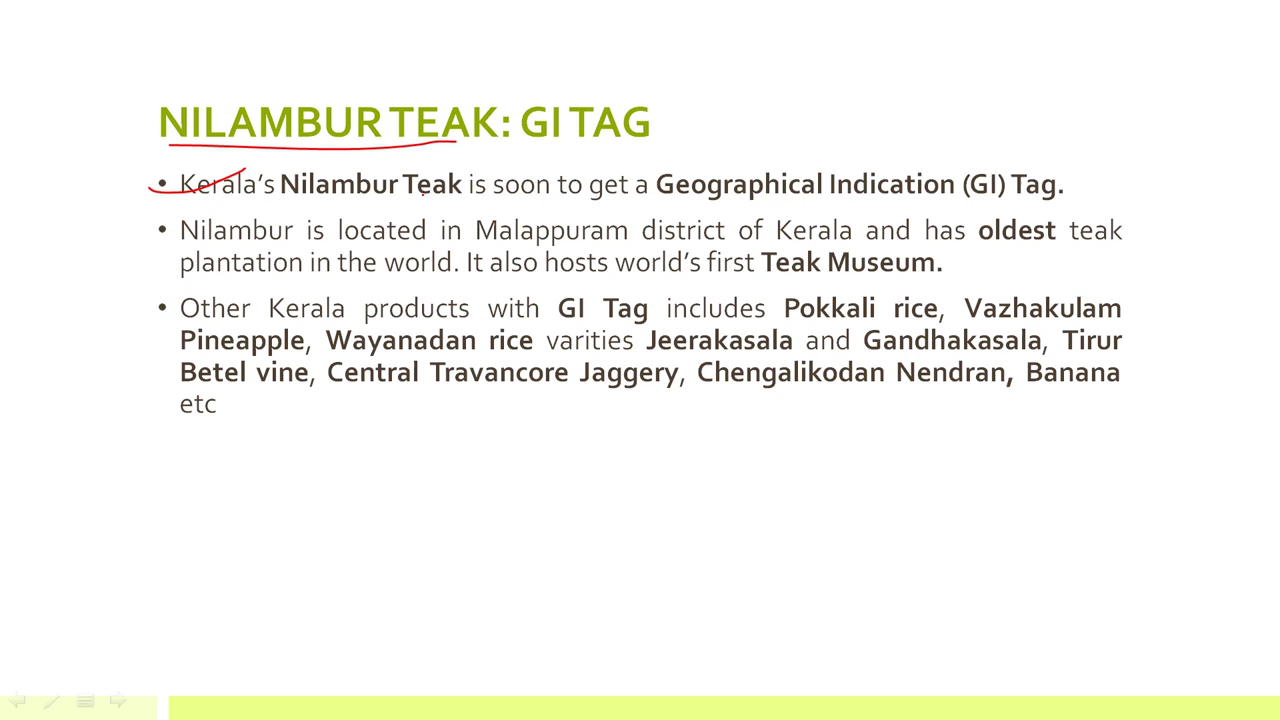 NILAMBUR TEAK: GI TAG
• Kerala's Nilambur Teak is soon to get a Geographical Indication (GI) Tag.
• Nilambur is located in Malappuram district of Kerala and has oldest teak
plantation in the world. It also hosts world's first Teak Museum.
• Other Kerala products with GI Tag includes Pokkali rice, Vazhakulam
Pineapple, Wayanadan rice varities Jeerakasala and Gandhakasala, Tirur
Betel vine, Central Travancore Jaggery, Chengalikodan Nendran, Banana
etc